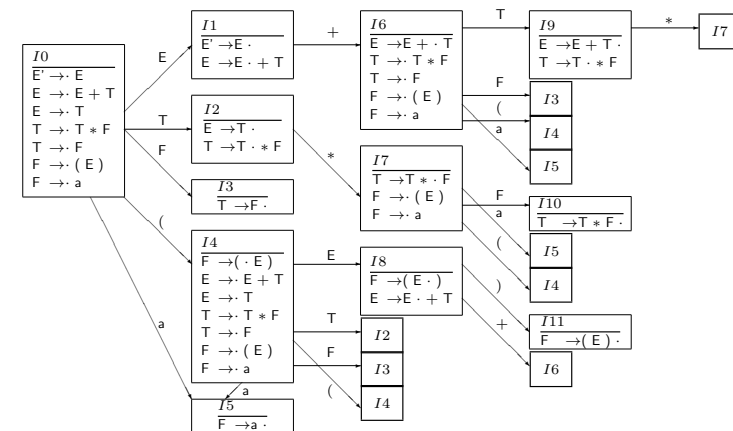 I0
E' → · E
E → · E + T
E → · T
T → · T ∗ F
T → · F
F → · ( E )
F → · a
E
T
F
(
a
I1
E' → E ·
E → E · + T
I2
E → T ·
T → T · ∗ F
I3
T → F ·
I4
F → ( · E )
E → · E + T
E → · T
T → · T ∗ F
T → · F
F → · ( E )
F → · a
a
I5
F → a ·
+
∗
E
T
F
(
I6
E → E + · T
T → · T ∗ F
T → · F
F → · ( E )
F → · a
I7
T → T ∗ · F
F → · ( E )
F → · a
I8
F → ( E · )
E → E · + T
I2
I3
I4
T
F
(
a
F
a
(
)
+
I9
E → E + T ·
T → T · ∗ F
I3
I4
I5
I10
T → T ∗ F ·
I5
I4
I11
F → ( E ) ·
I6
∗
I7